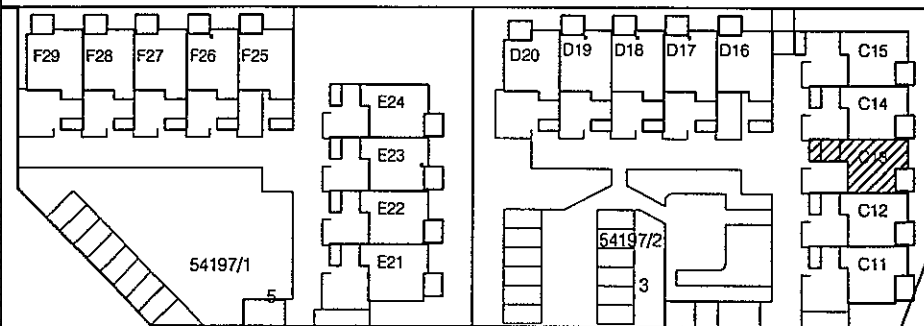 F29 F28 F27 F26 F25
D20 D19 D18 D17 D16
C15
C14
C13
C12
C11
E24
E23
E22
E21
54197/1
5
54197/2
3